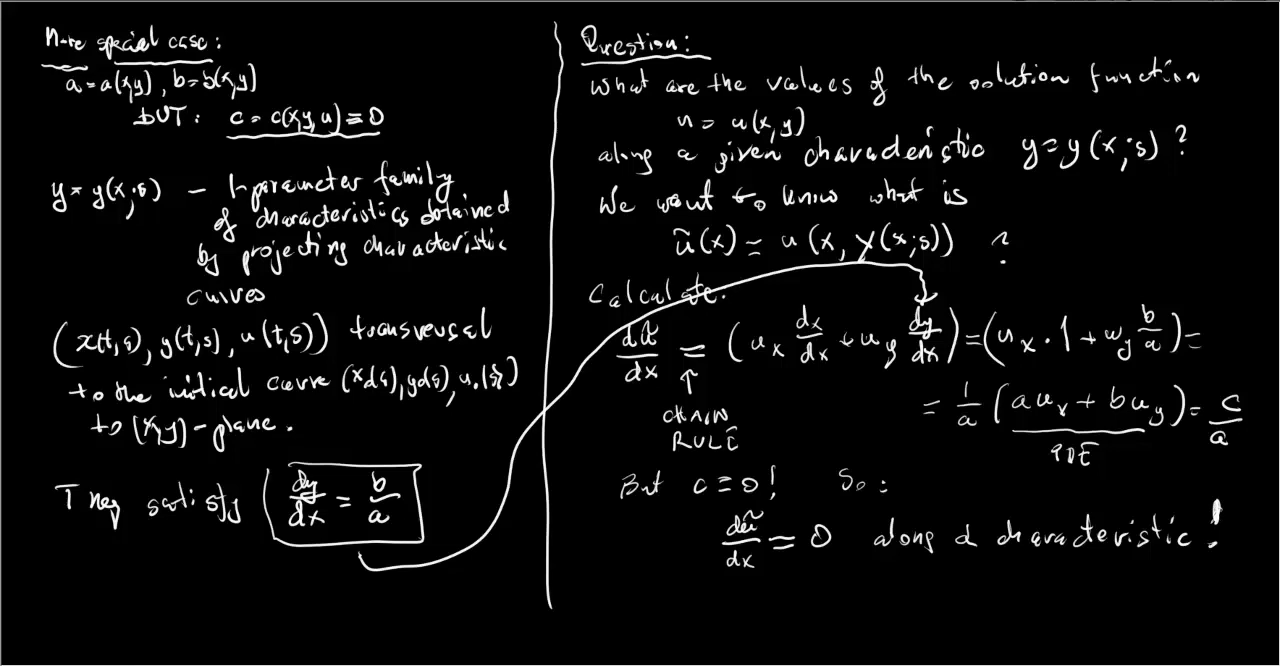 More special case:
a = a(x,y), b = b(x,y)
BUT: c = c(x,y,u) ≡ 0
y = y(x;s) — 1-parameter family
of characteristics obtained
by projecting characteristic
curves
(x(t,s), y(t,s), u(t,s)) transversal
to the initial curve (x₀(s), y₀(s), u₀(s))
to (x,y)-plane.
They satisfy dy/dx = b/a
Question:
What are the values of the solution function
u = u(x,y)
along a given characteristic y = y(x;s)?
We want to know what is
ũ(x) = u(x, y(x;s)) ?
Calculate:
dũ/dx = (u_x dx/dx + u_y dy/dx) = (u_x · 1 + u_y b/a) =
↑
CHAIN
RULE
= 1/a (a u_x + b u_y) = c/a
PDE
But c ≡ 0! So:
dũ/dx = 0 along a characteristic!